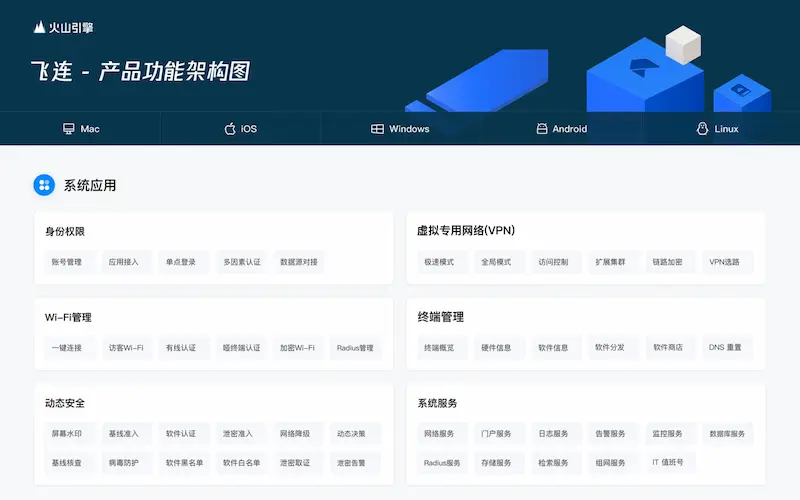 火山引擎
飞连 - 产品功能架构图
Mac iOS Windows Android Linux
系统应用
身份权限
账号管理 应用接入 单点登录 多因素认证 数据源对接
虚拟专用网络(VPN)
极速模式 全局模式 访问控制 扩展集群 链路加密 VPN选路
Wi-Fi管理
一键连接 访客Wi-Fi 有线认证 哑终端认证 加密Wi-Fi Radius管理
终端管理
终端概览 硬件信息 软件信息 软件分发 软件商店 DNS 重置
动态安全
屏幕水印 基线准入 软件认证 泄密准入 网络降级 动态决策
基线核查 病毒防护 软件黑名单 软件白名单 泄密取证 泄密告警
系统服务
网络服务 门户服务 日志服务 告警服务 监控服务 数据库服务
Radius服务 存储服务 检索服务 组网服务 IT 值班号